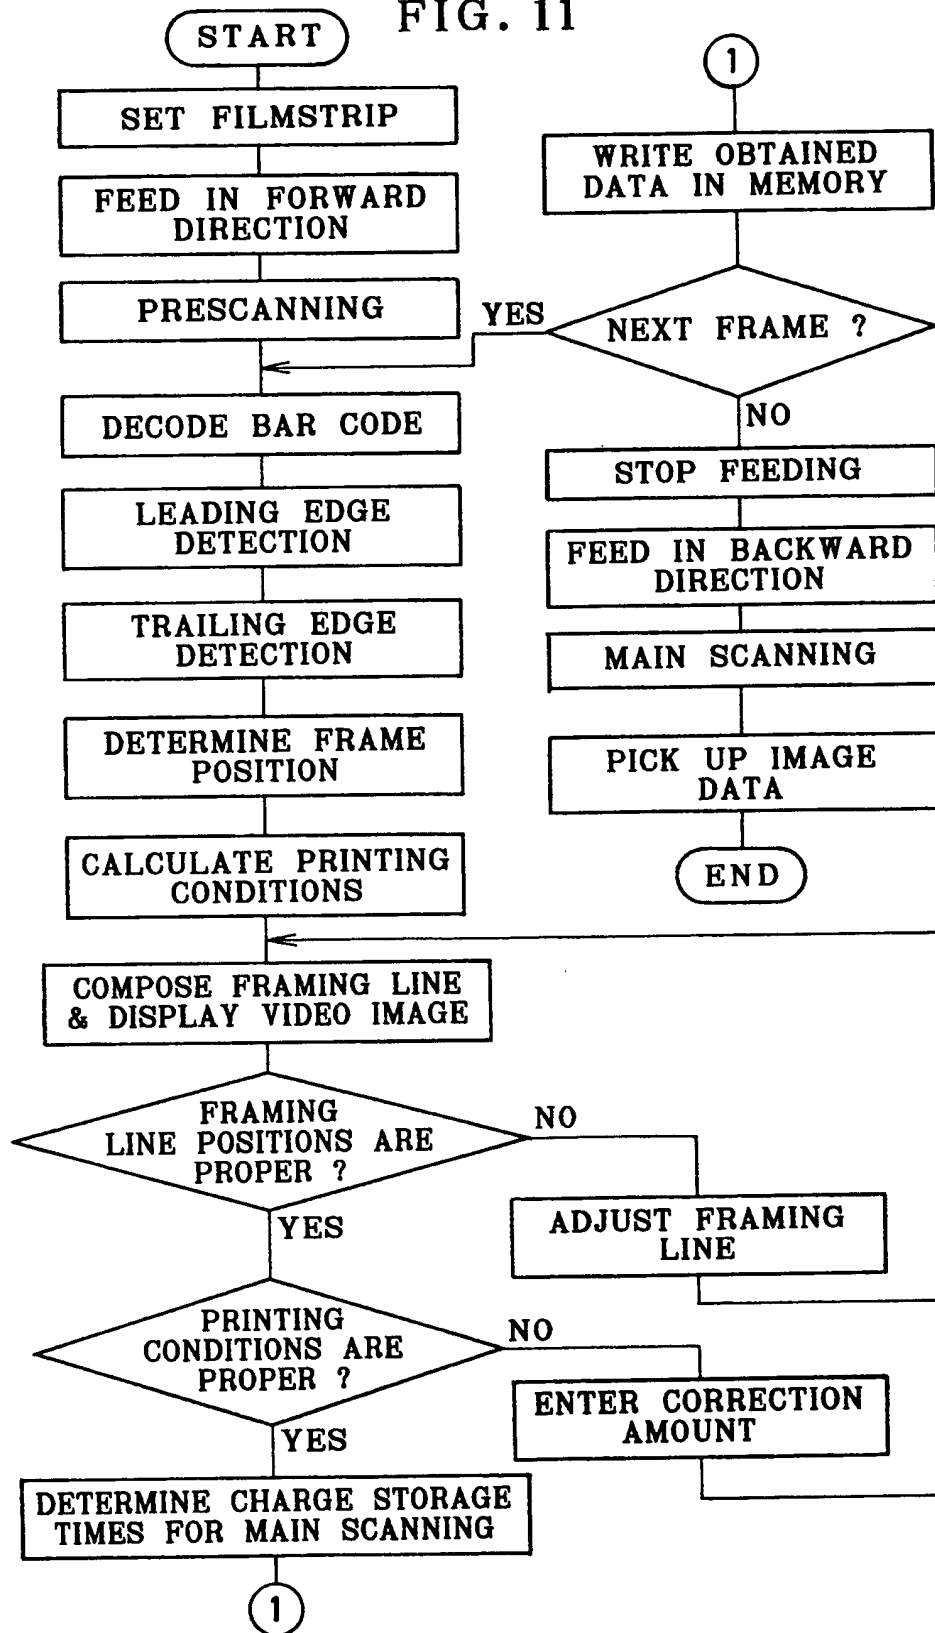 FIG. 11
START
SET FILMSTRIP
FEED IN FORWARD
DIRECTION
PRESCANNING
DECODE BAR CODE
LEADING EDGE
DETECTION
TRAILING EDGE
DETECTION
DETERMINE FRAME
POSITION
CALCULATE PRINTING
CONDITIONS
COMPOSE FRAMING LINE
& DISPLAY VIDEO IMAGE
FRAMING
LINE POSITIONS ARE
PROPER ?
NO
YES
ADJUST FRAMING
LINE
PRINTING
CONDITIONS ARE
PROPER ?
NO
YES
ENTER CORRECTION
AMOUNT
DETERMINE CHARGE STORAGE
TIMES FOR MAIN SCANNING
1
1
WRITE OBTAINED
DATA IN MEMORY
NEXT FRAME ?
YES
NO
STOP FEEDING
FEED IN BACKWARD
DIRECTION
MAIN SCANNING
PICK UP IMAGE
DATA
END